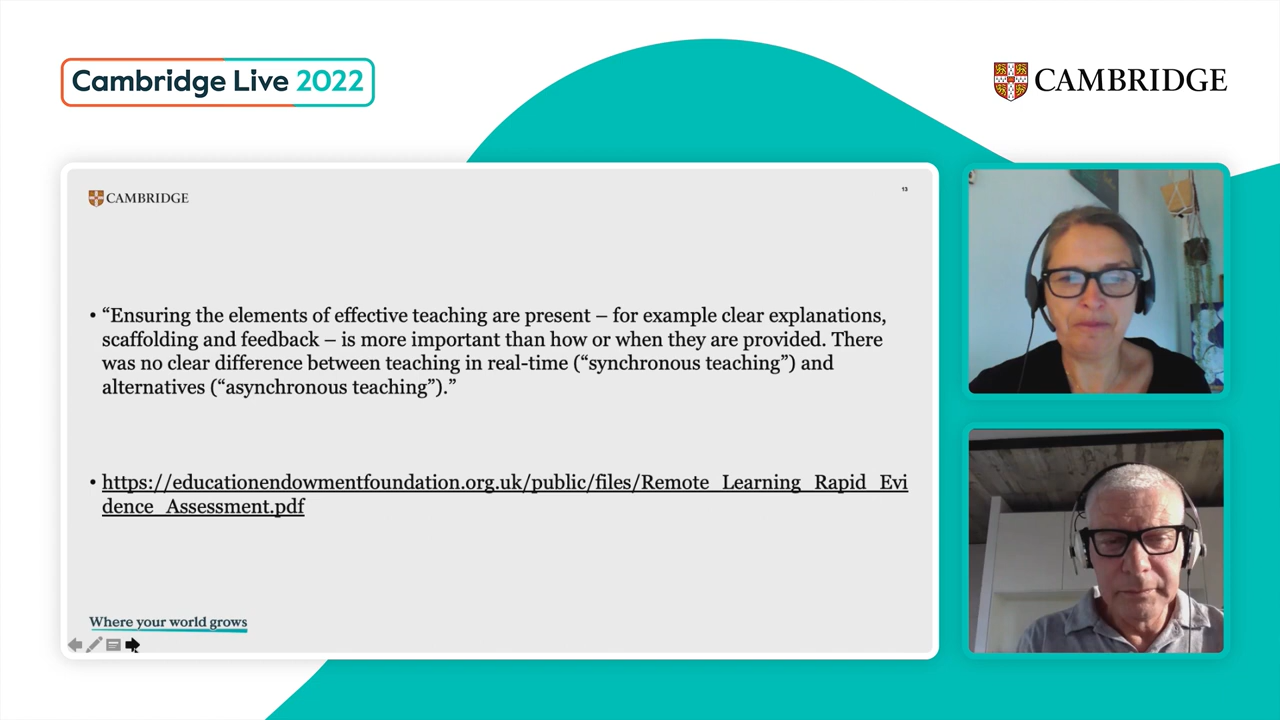 Cambridge Live 2022
CAMBRIDGE
CAMBRIDGE
13
• “Ensuring the elements of effective teaching are present – for example clear explanations,
scaffolding and feedback – is more important than how or when they are provided. There
was no clear difference between teaching in real-time (“synchronous teaching”) and
alternatives (“asynchronous teaching”).”
• https://educationendowmentfoundation.org.uk/public/files/Remote_Learning_Rapid_Evi
dence_Assessment.pdf
Where your world grows